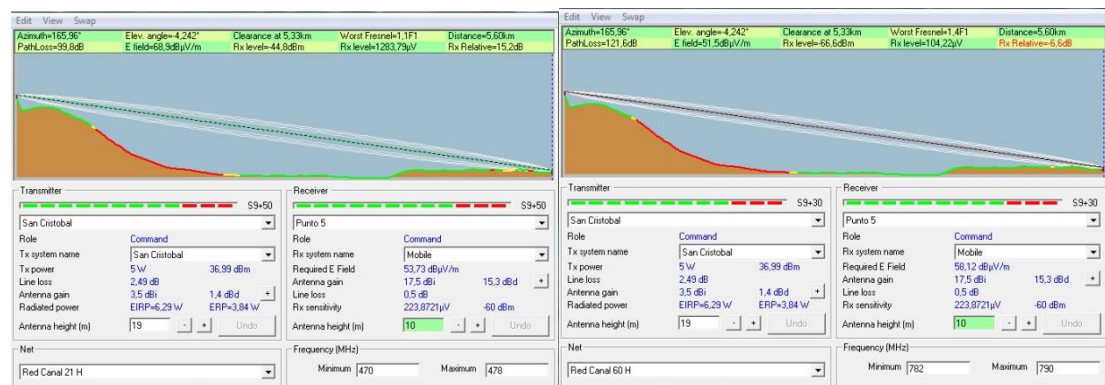 Edit View Swap
Azimuth=165,96° Elev. angle=-4,242° Clearance at 5,33km Worst Fresnel=1,1F1 Distance=5,60km
PathLoss=99,8dB E field=68,9dBµV/m Rx level=-44,8dBm Rx level=1283,79µV Rx Relative=15,2dB
Transmitter
S9+50
San Cristobal
Role Command
Tx system name San Cristobal
Tx power 5 W 36,99 dBm
Line loss 2,49 dB
Antenna gain 3,5 dBi 1,4 dBd +
Radiated power EIRP=6,29 W ERP=3,84 W
Antenna height (m) 19 - + Undo
Net
Red Canal 21 H
Receiver
S9+50
Punto 5
Role Command
Rx system name Mobile
Required E Field 53,73 dBµV/m
Antenna gain 17,5 dBi 15,3 dBd +
Line loss 0,5 dB
Rx sensitivity 223,8721µV -60 dBm
Antenna height (m) 10 - + Undo
Frequency (MHz)
Minimum 470 Maximum 478
Edit View Swap
Azimuth=165,96° Elev. angle=-4,242° Clearance at 5,33km Worst Fresnel=1,4F1 Distance=5,60km
PathLoss=121,6dB E field=51,5dBµV/m Rx level=-66,6dBm Rx level=104,22µV Rx Relative=-6,6dB
Transmitter
S9+30
San Cristobal
Role Command
Tx system name San Cristobal
Tx power 5 W 36,99 dBm
Line loss 2,49 dB
Antenna gain 3,5 dBi 1,4 dBd +
Radiated power EIRP=6,29 W ERP=3,84 W
Antenna height (m) 19 - + Undo
Net
Red Canal 60 H
Receiver
S9+30
Punto 5
Role Command
Rx system name Mobile
Required E Field 58,12 dBµV/m
Antenna gain 17,5 dBi 15,3 dBd +
Line loss 0,5 dB
Rx sensitivity 223,8721µV -60 dBm
Antenna height (m) 10 - + Undo
Frequency (MHz)
Minimum 782 Maximum 790